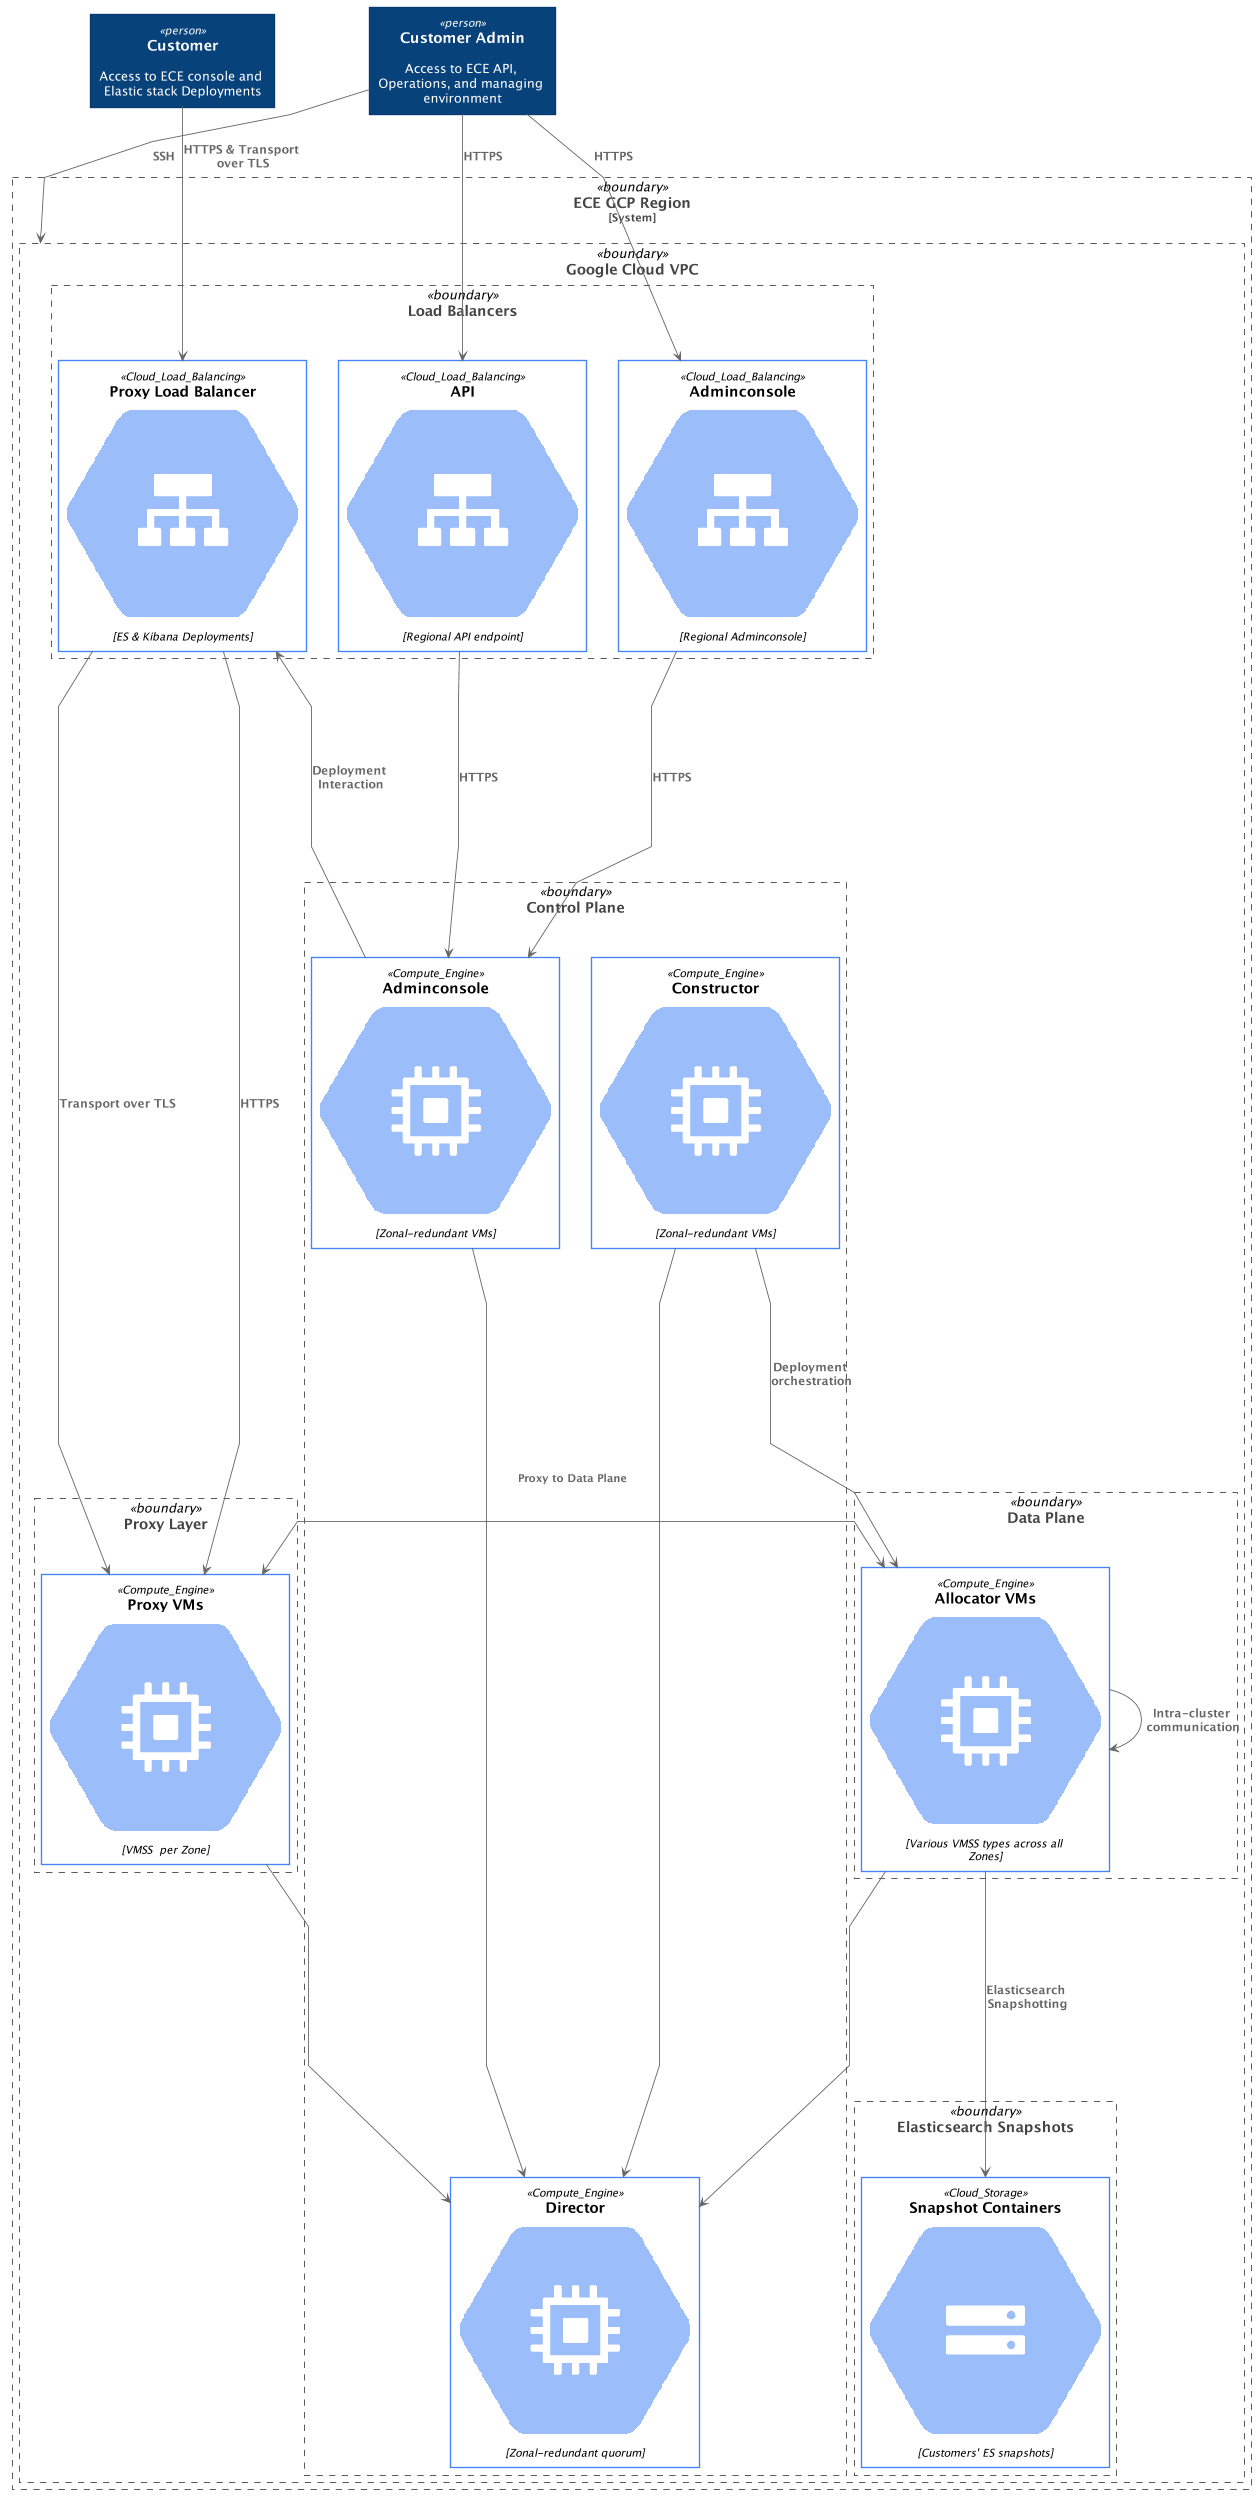 «person»
Customer
Access to ECE console and
Elastic stack Deployments
«person»
Customer Admin
Access to ECE API,
Operations, and managing
environment
SSH
HTTPS & Transport
over TLS
HTTPS
HTTPS
«boundary»
ECE GCP Region
[System]
«boundary»
Google Cloud VPC
«boundary»
Load Balancers
«Cloud_Load_Balancing»
Proxy Load Balancer
[ES & Kibana Deployments]
«Cloud_Load_Balancing»
API
[Regional API endpoint]
«Cloud_Load_Balancing»
Adminconsole
[Regional Adminconsole]
Deployment
Interaction
HTTPS
HTTPS
«boundary»
Control Plane
«Compute_Engine»
Adminconsole
[Zonal-redundant VMs]
«Compute_Engine»
Constructor
[Zonal-redundant VMs]
Transport over TLS
HTTPS
Deployment
orchestration
Proxy to Data Plane
«boundary»
Proxy Layer
«Compute_Engine»
Proxy VMs
[VMSS  per Zone]
«boundary»
Data Plane
«Compute_Engine»
Allocator VMs
[Various VMSS types across all
Zones]
Intra-cluster
communication
Elasticsearch
Snapshotting
«boundary»
Elasticsearch Snapshots
«Compute_Engine»
Director
[Zonal-redundant quorum]
«Cloud_Storage»
Snapshot Containers
[Customers' ES snapshots]